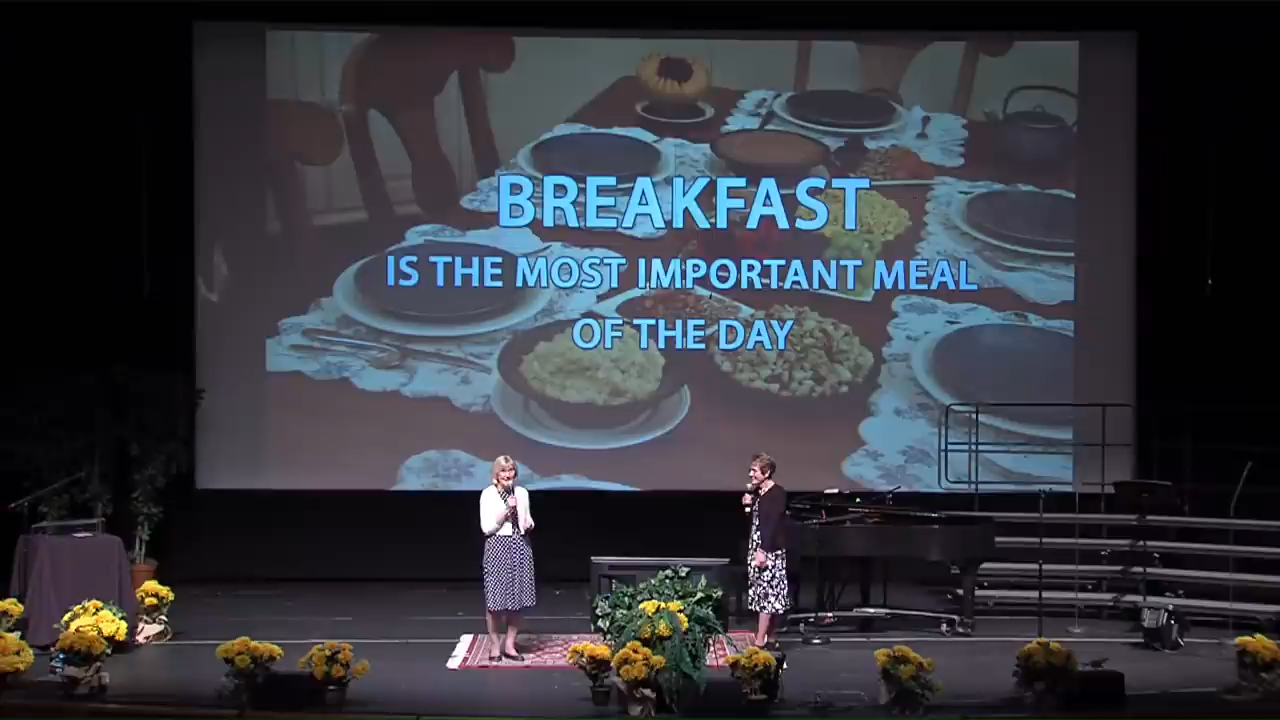 BREAKFAST
IS THE MOST IMPORTANT MEAL
OF THE DAY